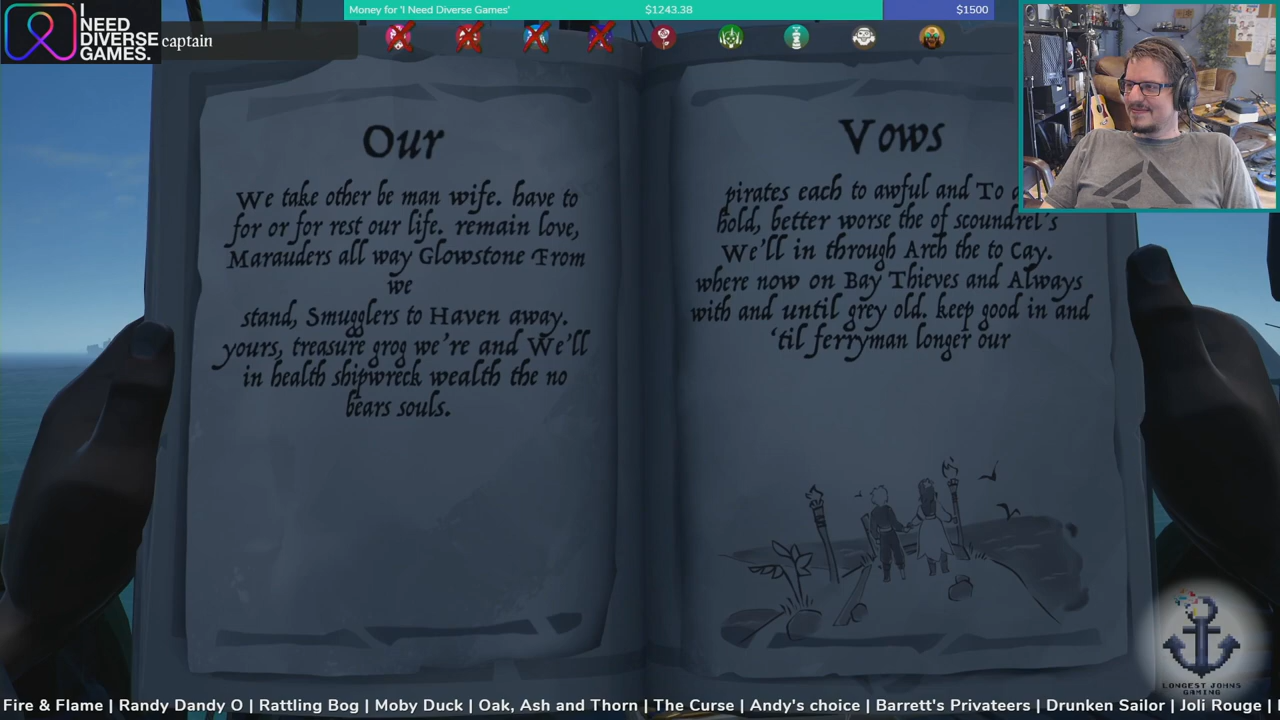 I
NEED
DIVERSE
GAMES.
captain
Money for 'I Need Diverse Games'
$1243.38
$1500
Our
We take other be man wife. have to
for or for rest our life. remain love,
Marauders all way Glowstone From
we
stand, Smugglers to Haven away.
yours, treasure grog we're and We'll
in health shipwreck wealth the no
bears souls.
Vows
pirates each to awful and To
hold, better worse the of scoundrel's
We'll in through Arch the to Cay.
where now on Bay Thieves and Always
with and until grey old. keep good in and
'til ferryman longer our
LONGEST JOHNS
GAMING
Fire & Flame | Randy Dandy O | Rattling Bog | Moby Duck | Oak, Ash and Thorn | The Curse | Andy's choice | Barrett's Privateers | Drunken Sailor | Joli Rouge |